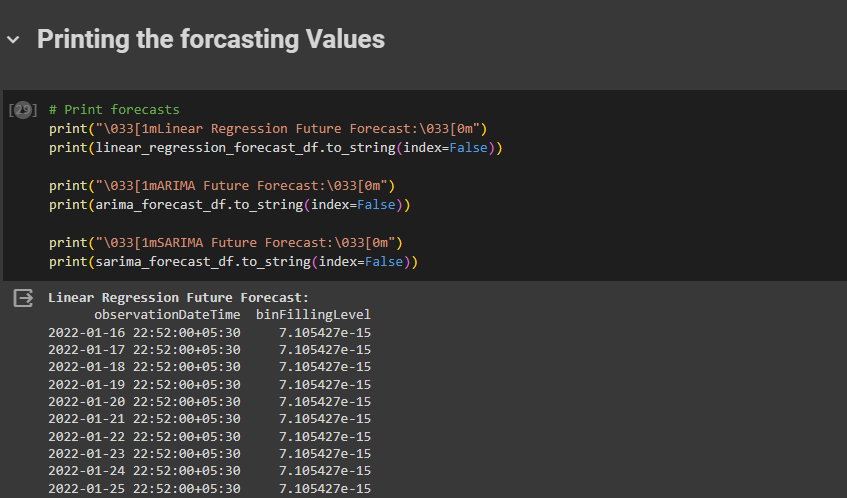 Printing the forcasting Values
[29] # Print forecasts
print("\033[1mLinear Regression Future Forecast:\033[0m")
print(linear_regression_forecast_df.to_string(index=False))
print("\033[1mARIMA Future Forecast:\033[0m")
print(arima_forecast_df.to_string(index=False))
print("\033[1mSARIMA Future Forecast:\033[0m")
print(sarima_forecast_df.to_string(index=False))
Linear Regression Future Forecast:
observationDateTime binFillingLevel
2022-01-16 22:52:00+05:30 7.105427e-15
2022-01-17 22:52:00+05:30 7.105427e-15
2022-01-18 22:52:00+05:30 7.105427e-15
2022-01-19 22:52:00+05:30 7.105427e-15
2022-01-20 22:52:00+05:30 7.105427e-15
2022-01-21 22:52:00+05:30 7.105427e-15
2022-01-22 22:52:00+05:30 7.105427e-15
2022-01-23 22:52:00+05:30 7.105427e-15
2022-01-24 22:52:00+05:30 7.105427e-15
2022-01-25 22:52:00+05:30 7.105427e-15